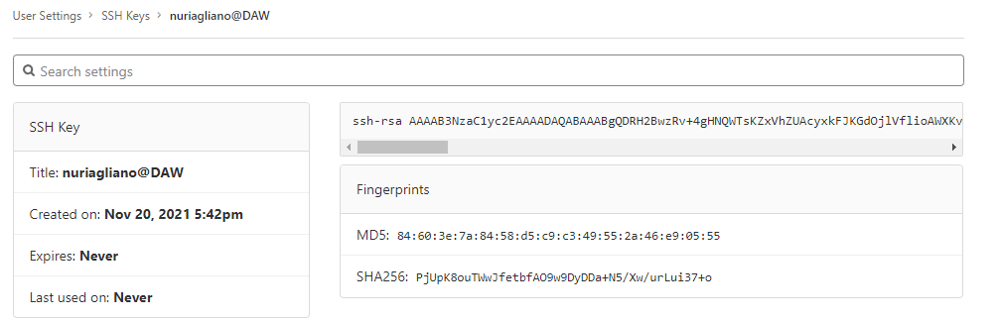 User Settings > SSH Keys > nuriagliano@DAW
Search settings
SSH Key
Title: nuriagliano@DAW
Created on: Nov 20, 2021 5:42pm
Expires: Never
Last used on: Never
ssh-rsa AAAAB3NzaC1yc2EAAAADAQABAAABgQDRH2BwzRv+4gHNQWTsKZxVhZUAcyxkFJKGdOjlVflioAWXKv
Fingerprints
MD5: 84:60:3e:7a:84:58:d5:c9:c3:49:55:2a:46:e9:05:55
SHA256: PjUpK8ouTWwJfetbfAO9w9DyDDa+N5/Xw/urLui37+o